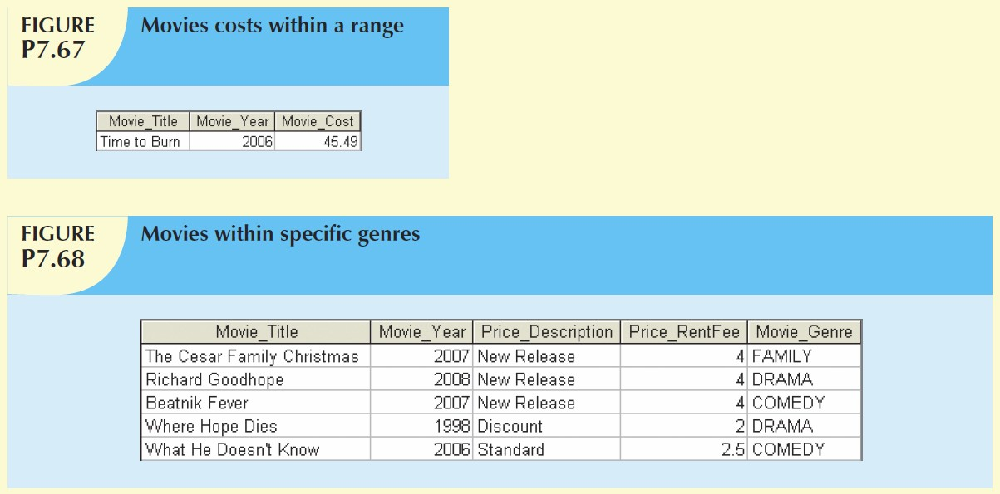 FIGURE
P7.67
Movies costs within a range
Movie_Title Movie_Year Movie_Cost
Time to Burn 2006 45.49
FIGURE
P7.68
Movies within specific genres
Movie_Title Movie_Year Price_Description Price_RentFee Movie_Genre
The Cesar Family Christmas 2007 New Release 4 FAMILY
Richard Goodhope 2008 New Release 4 DRAMA
Beatnik Fever 2007 New Release 4 COMEDY
Where Hope Dies 1998 Discount 2 DRAMA
What He Doesn't Know 2006 Standard 2.5 COMEDY